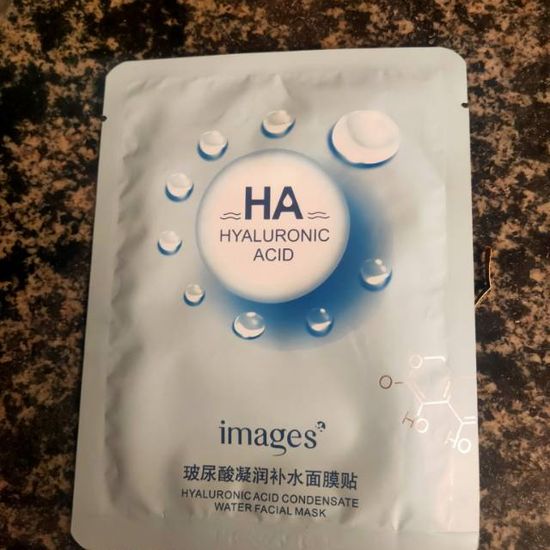 HA
HYALURONIC
ACID
images
玻尿酸凝润补水面膜贴
HYALURONIC ACID CONDENSATE
WATER FACIAL MASK
O
H
O
H
OH